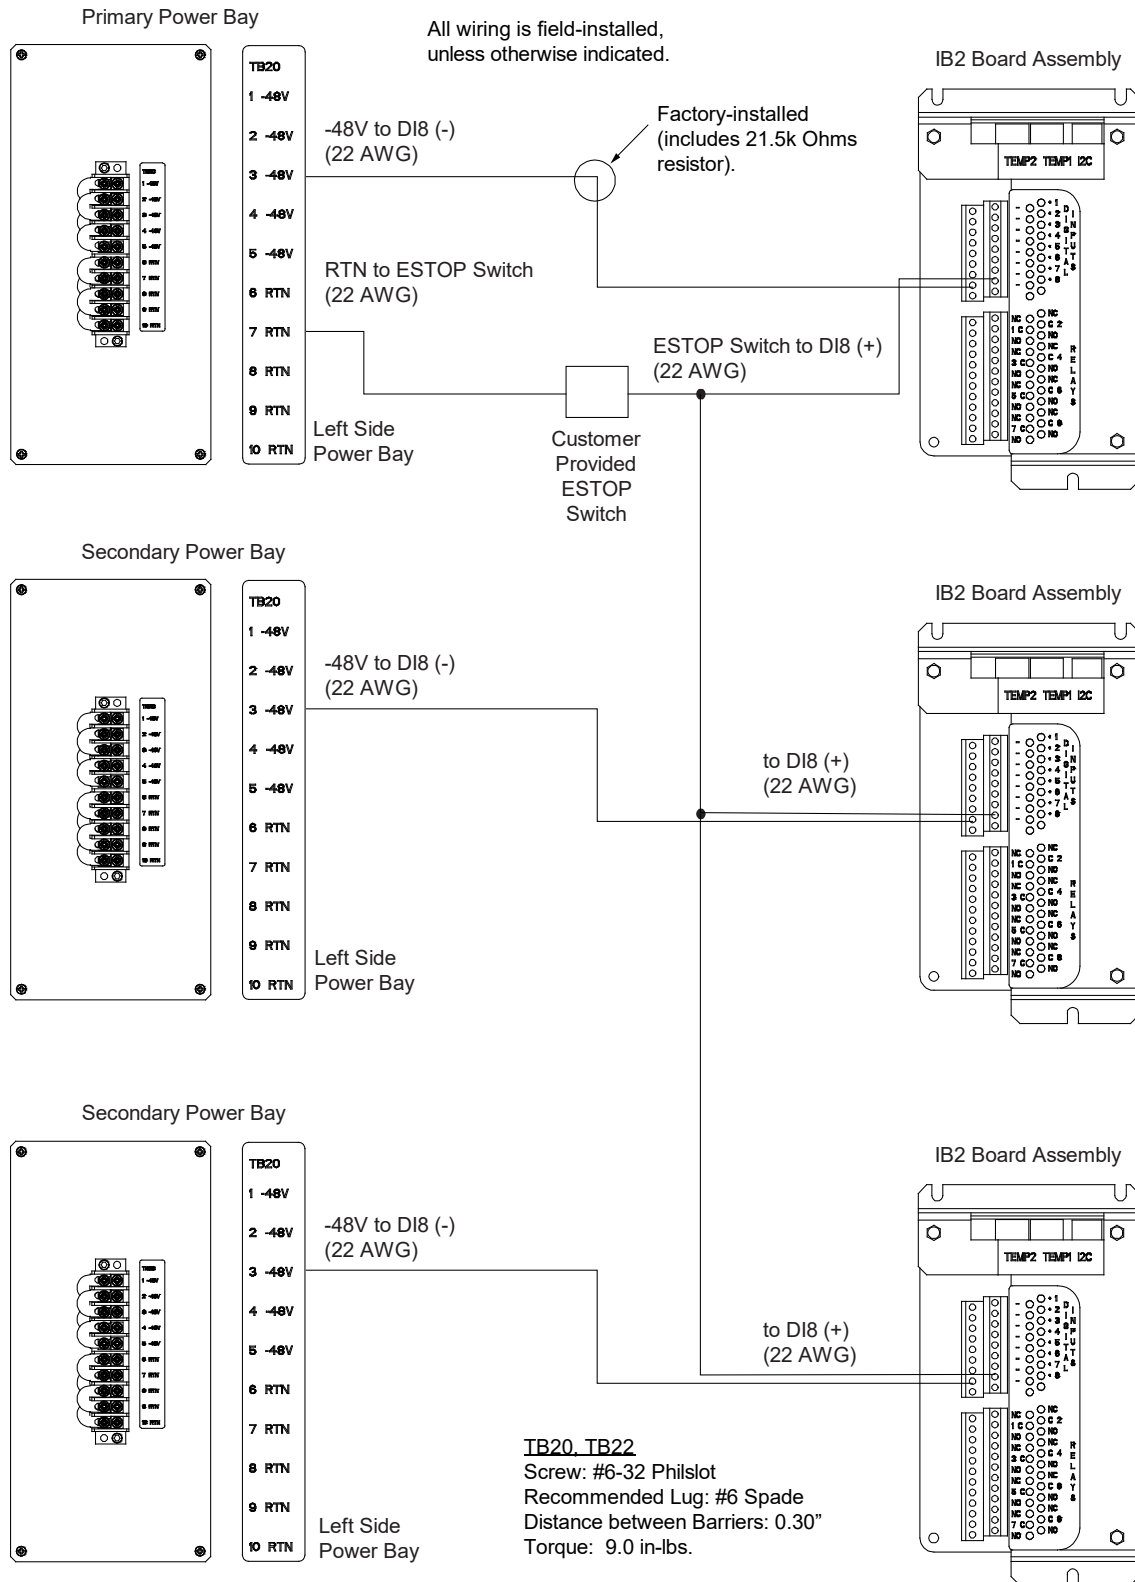 Primary Power Bay
All wiring is field-installed,
unless otherwise indicated.
IB2 Board Assembly
TB20
1 -48V
2 -48V
3 -48V
4 -48V
5 -48V
6 RTN
7 RTN
8 RTN
9 RTN
10 RTN
-48V to DI8 (-)
(22 AWG)
Factory-installed
(includes 21.5k Ohms
resistor).
RTN to ESTOP Switch
(22 AWG)
ESTOP Switch to DI8 (+)
(22 AWG)
Left Side
Power Bay
Customer
Provided
ESTOP
Switch
TEMP2 TEMP1 I2C
DIGITAL
INPUTS
RELAYS
Secondary Power Bay
IB2 Board Assembly
TB20
1 -48V
2 -48V
3 -48V
4 -48V
5 -48V
6 RTN
7 RTN
8 RTN
9 RTN
10 RTN
-48V to DI8 (-)
(22 AWG)
to DI8 (+)
(22 AWG)
Left Side
Power Bay
TEMP2 TEMP1 I2C
DIGITAL
INPUTS
RELAYS
Secondary Power Bay
IB2 Board Assembly
TB20
1 -48V
2 -48V
3 -48V
4 -48V
5 -48V
6 RTN
7 RTN
8 RTN
9 RTN
10 RTN
-48V to DI8 (-)
(22 AWG)
to DI8 (+)
(22 AWG)
Left Side
Power Bay
TEMP2 TEMP1 I2C
DIGITAL
INPUTS
RELAYS
TB20, TB22
Screw: #6-32 Philslot
Recommended Lug: #6 Spade
Distance between Barriers: 0.30”
Torque: 9.0 in-lbs.